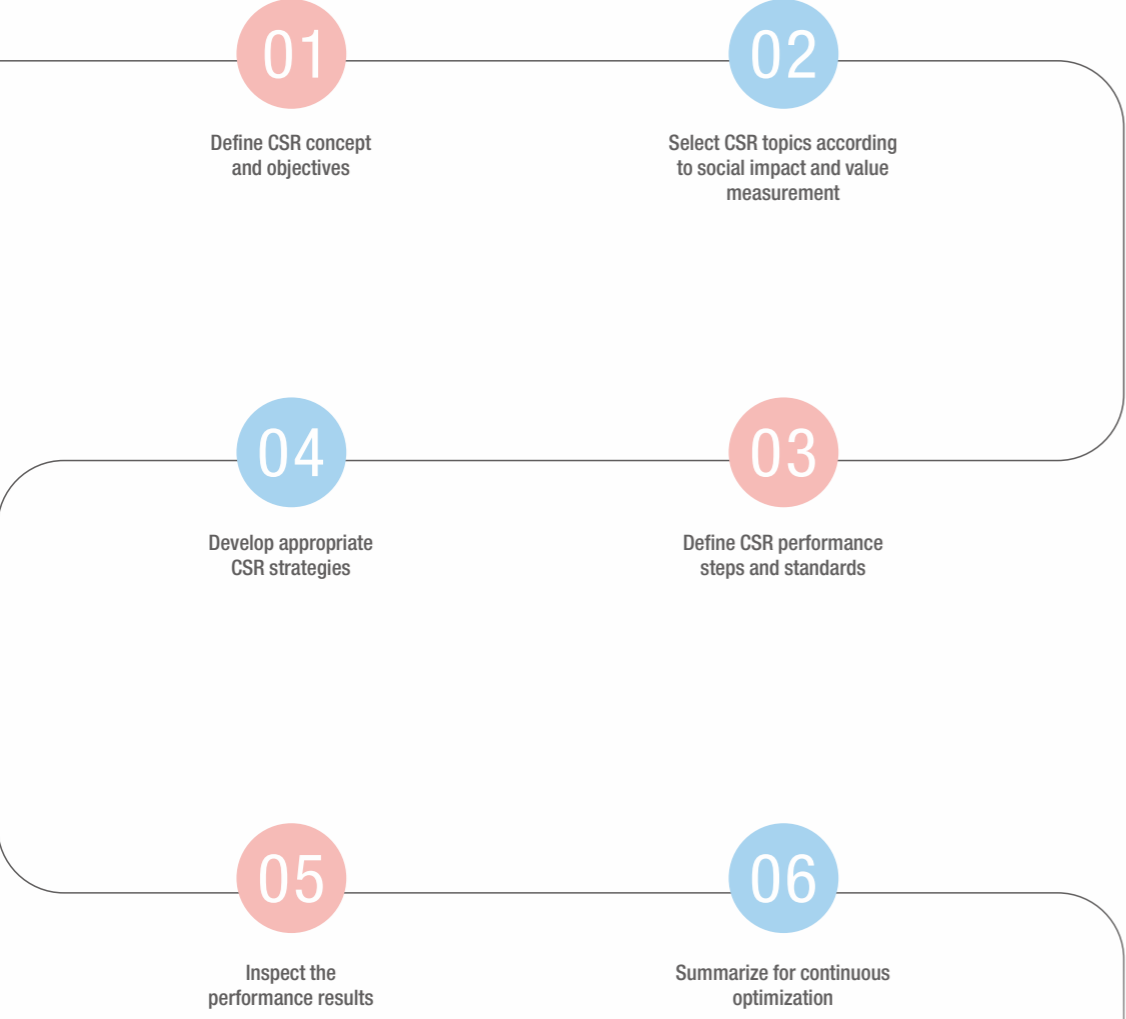 01
Define CSR concept
and objectives
02
Select CSR topics according
to social impact and value
measurement
03
Define CSR performance
steps and standards
04
Develop appropriate
CSR strategies
05
Inspect the
performance results
06
Summarize for continuous
optimization